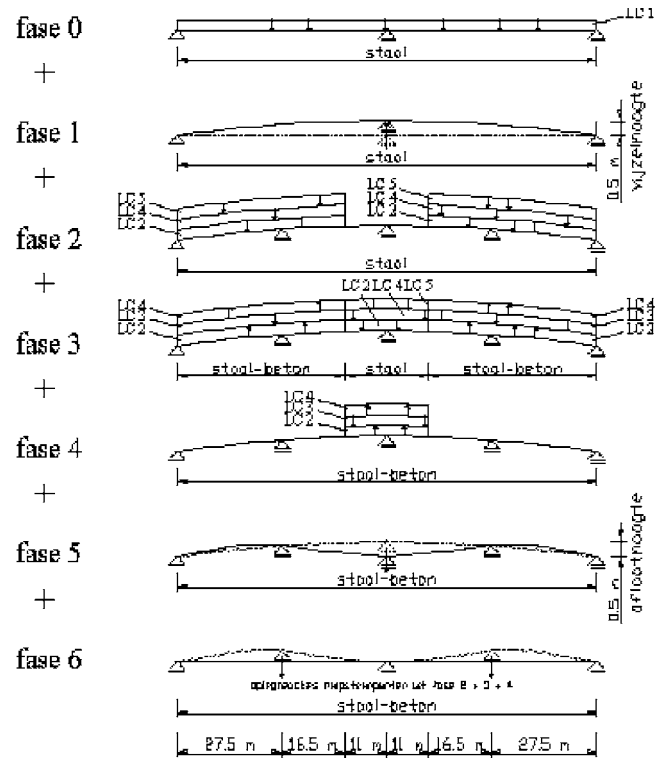 fase 0
LC1
staal
+
fase 1
staal
0.5 m
vijzelhoogte
+
LC5
LC4
LC2
LC5
LC4
LC2
fase 2
staal
+
LC2LC4LC5
LC4
LC3
LC2
LC4
LC3
LC2
fase 3
staal-beton
staal
staal-beton
+
LC4
LC3
LC2
fase 4
staal-beton
+
fase 5
staal-beton
0.5 m
aflaathoogte
+
fase 6
staal-beton
27.5 m
16.5 m
11 m
11 m
16.5 m
27.5 m